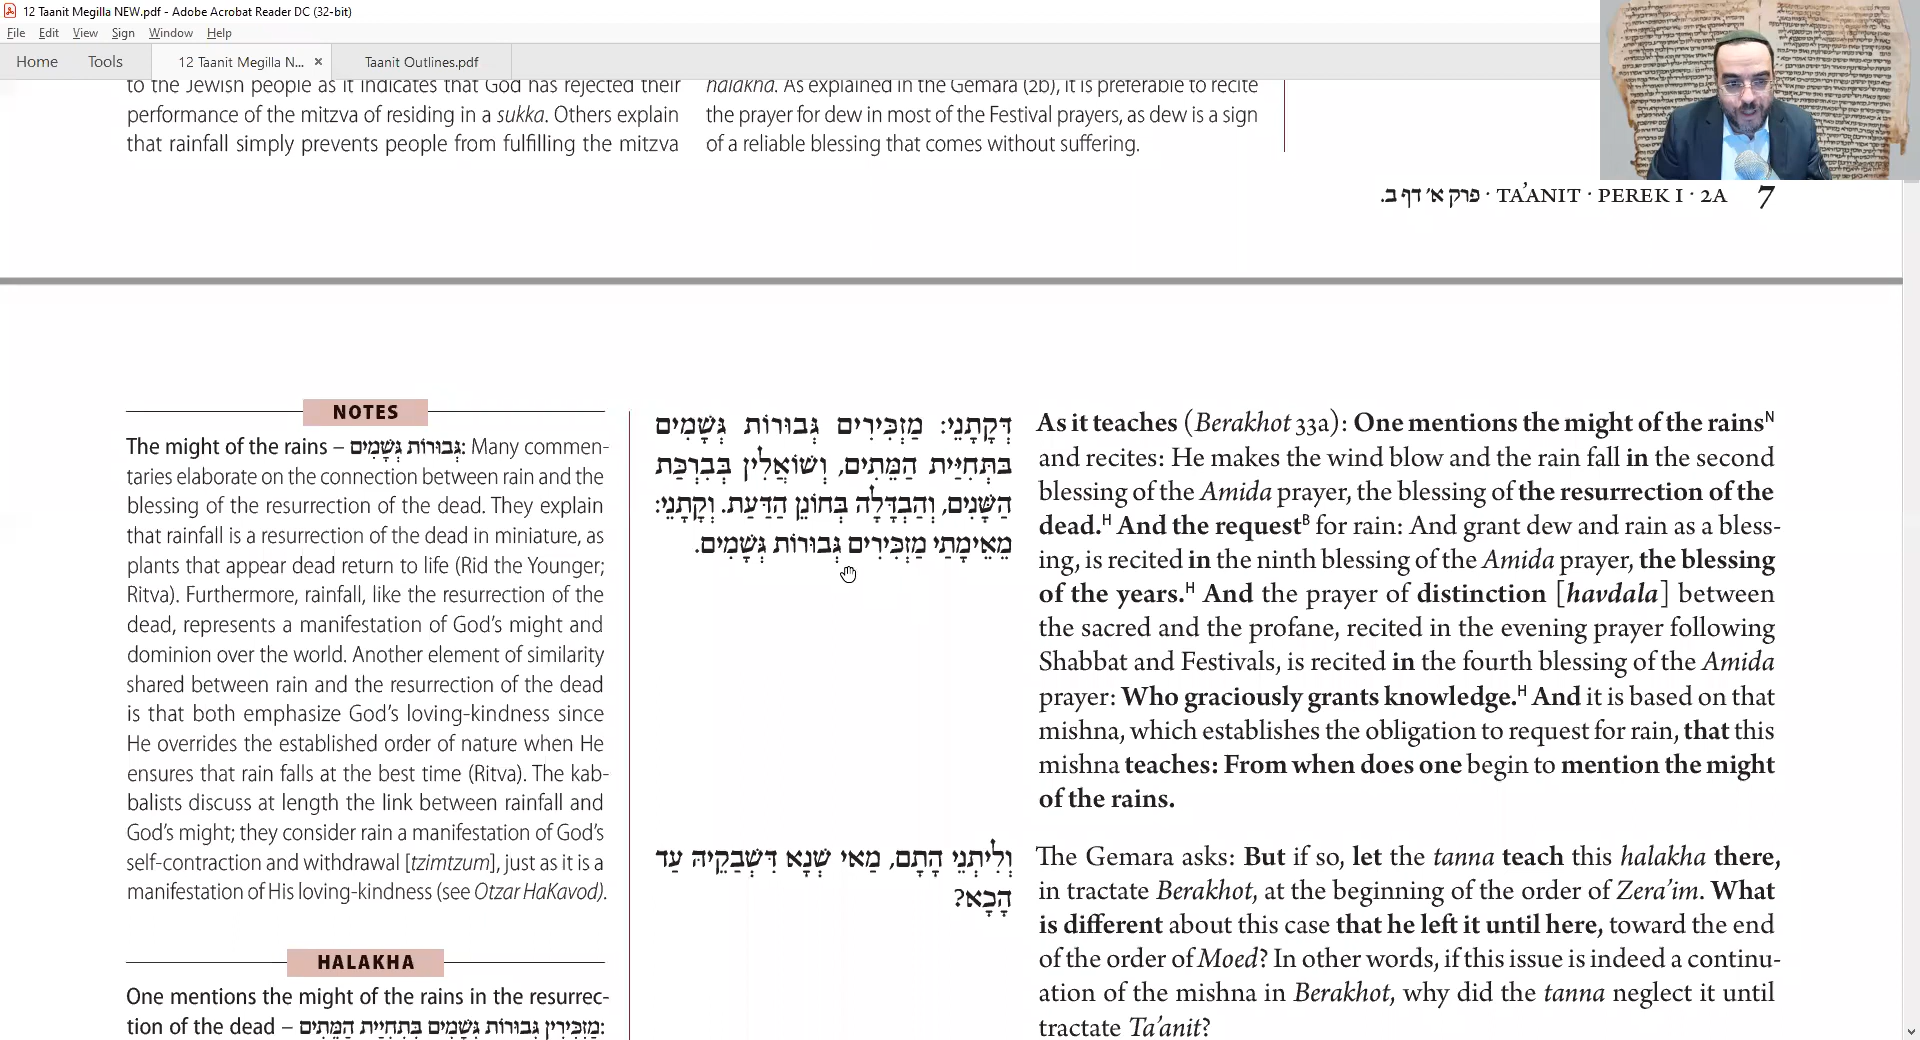 12 Taanit Megilla NEW.pdf - Adobe Acrobat Reader DC (32-bit)
File Edit View Sign Window Help
Home Tools 12 Taanit Megilla N... × Taanit Outlines.pdf
to the Jewish people as it indicates that God has rejected their
performance of the mitzva of residing in a sukka. Others explain
that rainfall simply prevents people from fulfilling the mitzva
halakha. As explained in the Gemara (2b), it is preferable to recite
the prayer for dew in most of the Festival prayers, as dew is a sign
of a reliable blessing that comes without suffering.
פרק א׳ דף ב. · TA'ANIT · PEREK I · 2A 7
NOTES
The might of the rains – גְּבוּרוֹת גְּשָׁמִים: Many commen-
taries elaborate on the connection between rain and the
blessing of the resurrection of the dead. They explain
that rainfall is a resurrection of the dead in miniature, as
plants that appear dead return to life (Rid the Younger;
Ritva). Furthermore, rainfall, like the resurrection of the
dead, represents a manifestation of God's might and
dominion over the world. Another element of similarity
shared between rain and the resurrection of the dead
is that both emphasize God's loving-kindness since
He overrides the established order of nature when He
ensures that rain falls at the best time (Ritva). The kab-
balists discuss at length the link between rainfall and
God's might; they consider rain a manifestation of God's
self-contraction and withdrawal [tzimtzum], just as it is a
manifestation of His loving-kindness (see Otzar HaKavod).
HALAKHA
One mentions the might of the rains in the resurrec-
tion of the dead – מַזְכִּירִין גְּבוּרוֹת גְּשָׁמִים בִּתְחִיַּית הַמֵּתִים:
דְּקָתָנֵי: מַזְכִּירִים גְּבוּרוֹת גְּשָׁמִים
בִּתְחִיַּית הַמֵּתִים, וְשׁוֹאֲלִין בְּבִרְכַּת
הַשָּׁנִים, וְהַבְדָּלָה בְּחוֹנֵן הַדַּעַת. וְקָתָנֵי:
מֵאֵימָתַי מַזְכִּירִים גְּבוּרוֹת גְּשָׁמִים.
וְלִיתְנֵי הָתָם, מַאי שְׁנָא דִּשְׁבַקֵיהּ עַד
הָכָא?
As it teaches (Berakhot 33a): One mentions the might of the rainsN
and recites: He makes the wind blow and the rain fall in the second
blessing of the Amida prayer, the blessing of the resurrection of the
dead.H And the requestB for rain: And grant dew and rain as a bless-
ing, is recited in the ninth blessing of the Amida prayer, the blessing
of the years.H And the prayer of distinction [havdala] between
the sacred and the profane, recited in the evening prayer following
Shabbat and Festivals, is recited in the fourth blessing of the Amida
prayer: Who graciously grants knowledge.H And it is based on that
mishna, which establishes the obligation to request for rain, that this
mishna teaches: From when does one begin to mention the might
of the rains.
The Gemara asks: But if so, let the tanna teach this halakha there,
in tractate Berakhot, at the beginning of the order of Zera'im. What
is different about this case that he left it until here, toward the end
of the order of Moed? In other words, if this issue is indeed a continu-
ation of the mishna in Berakhot, why did the tanna neglect it until
tractate Ta'anit?